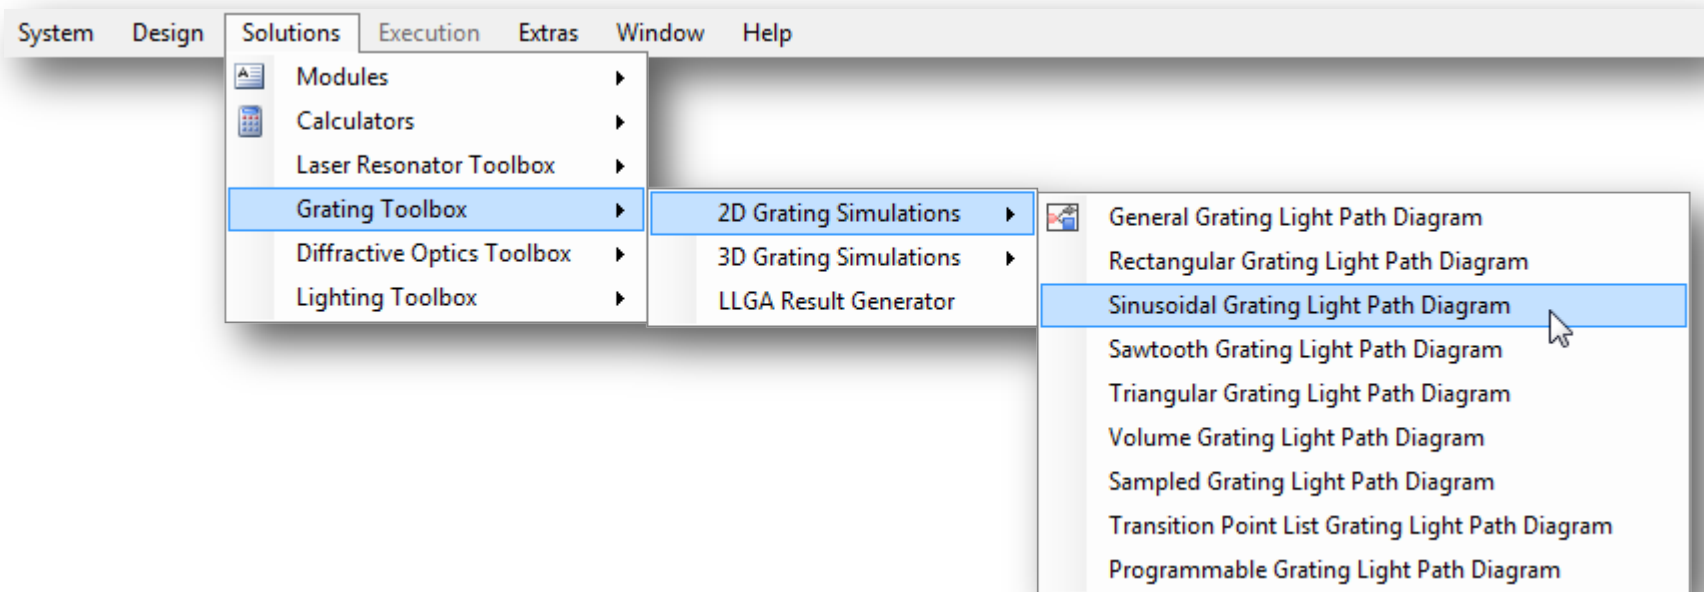 System Design Solutions Execution Extras Window Help
Modules
Calculators
Laser Resonator Toolbox
Grating Toolbox
Diffractive Optics Toolbox
Lighting Toolbox
2D Grating Simulations
3D Grating Simulations
LLGA Result Generator
General Grating Light Path Diagram
Rectangular Grating Light Path Diagram
Sinusoidal Grating Light Path Diagram
Sawtooth Grating Light Path Diagram
Triangular Grating Light Path Diagram
Volume Grating Light Path Diagram
Sampled Grating Light Path Diagram
Transition Point List Grating Light Path Diagram
Programmable Grating Light Path Diagram